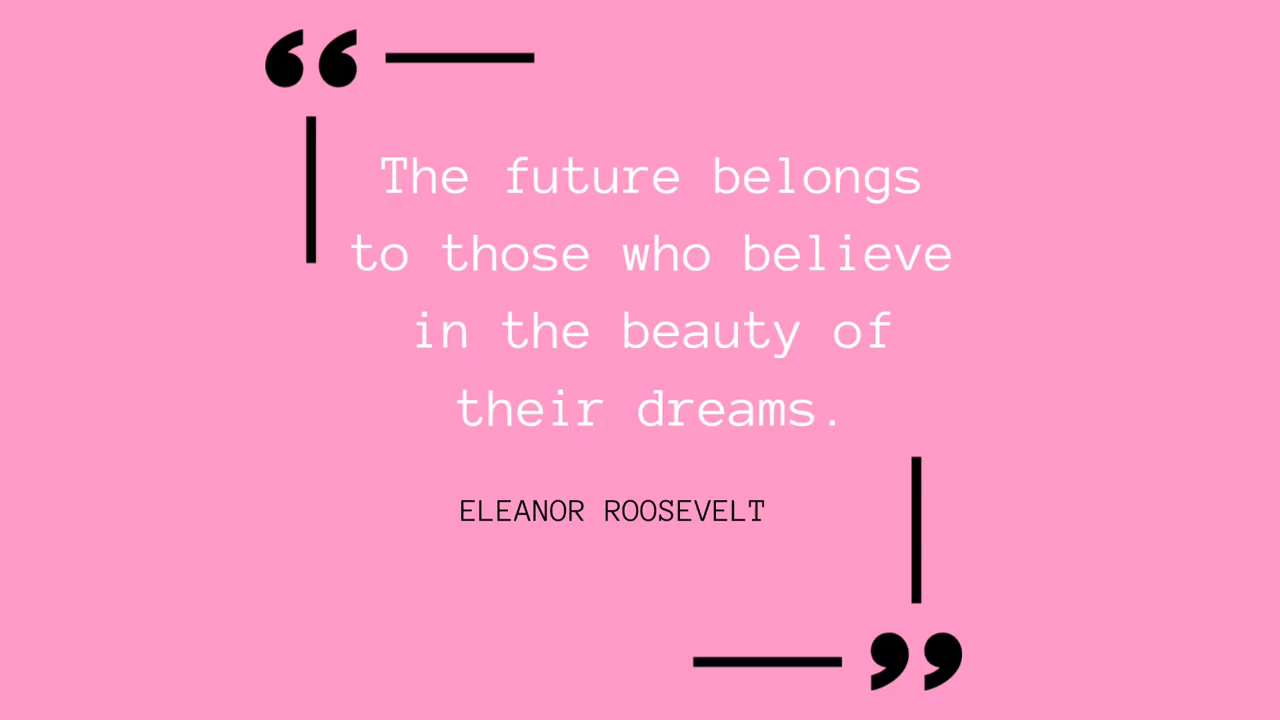 “
The future belongs
to those who believe
in the beauty of
their dreams.
ELEANOR ROOSEVELT
”